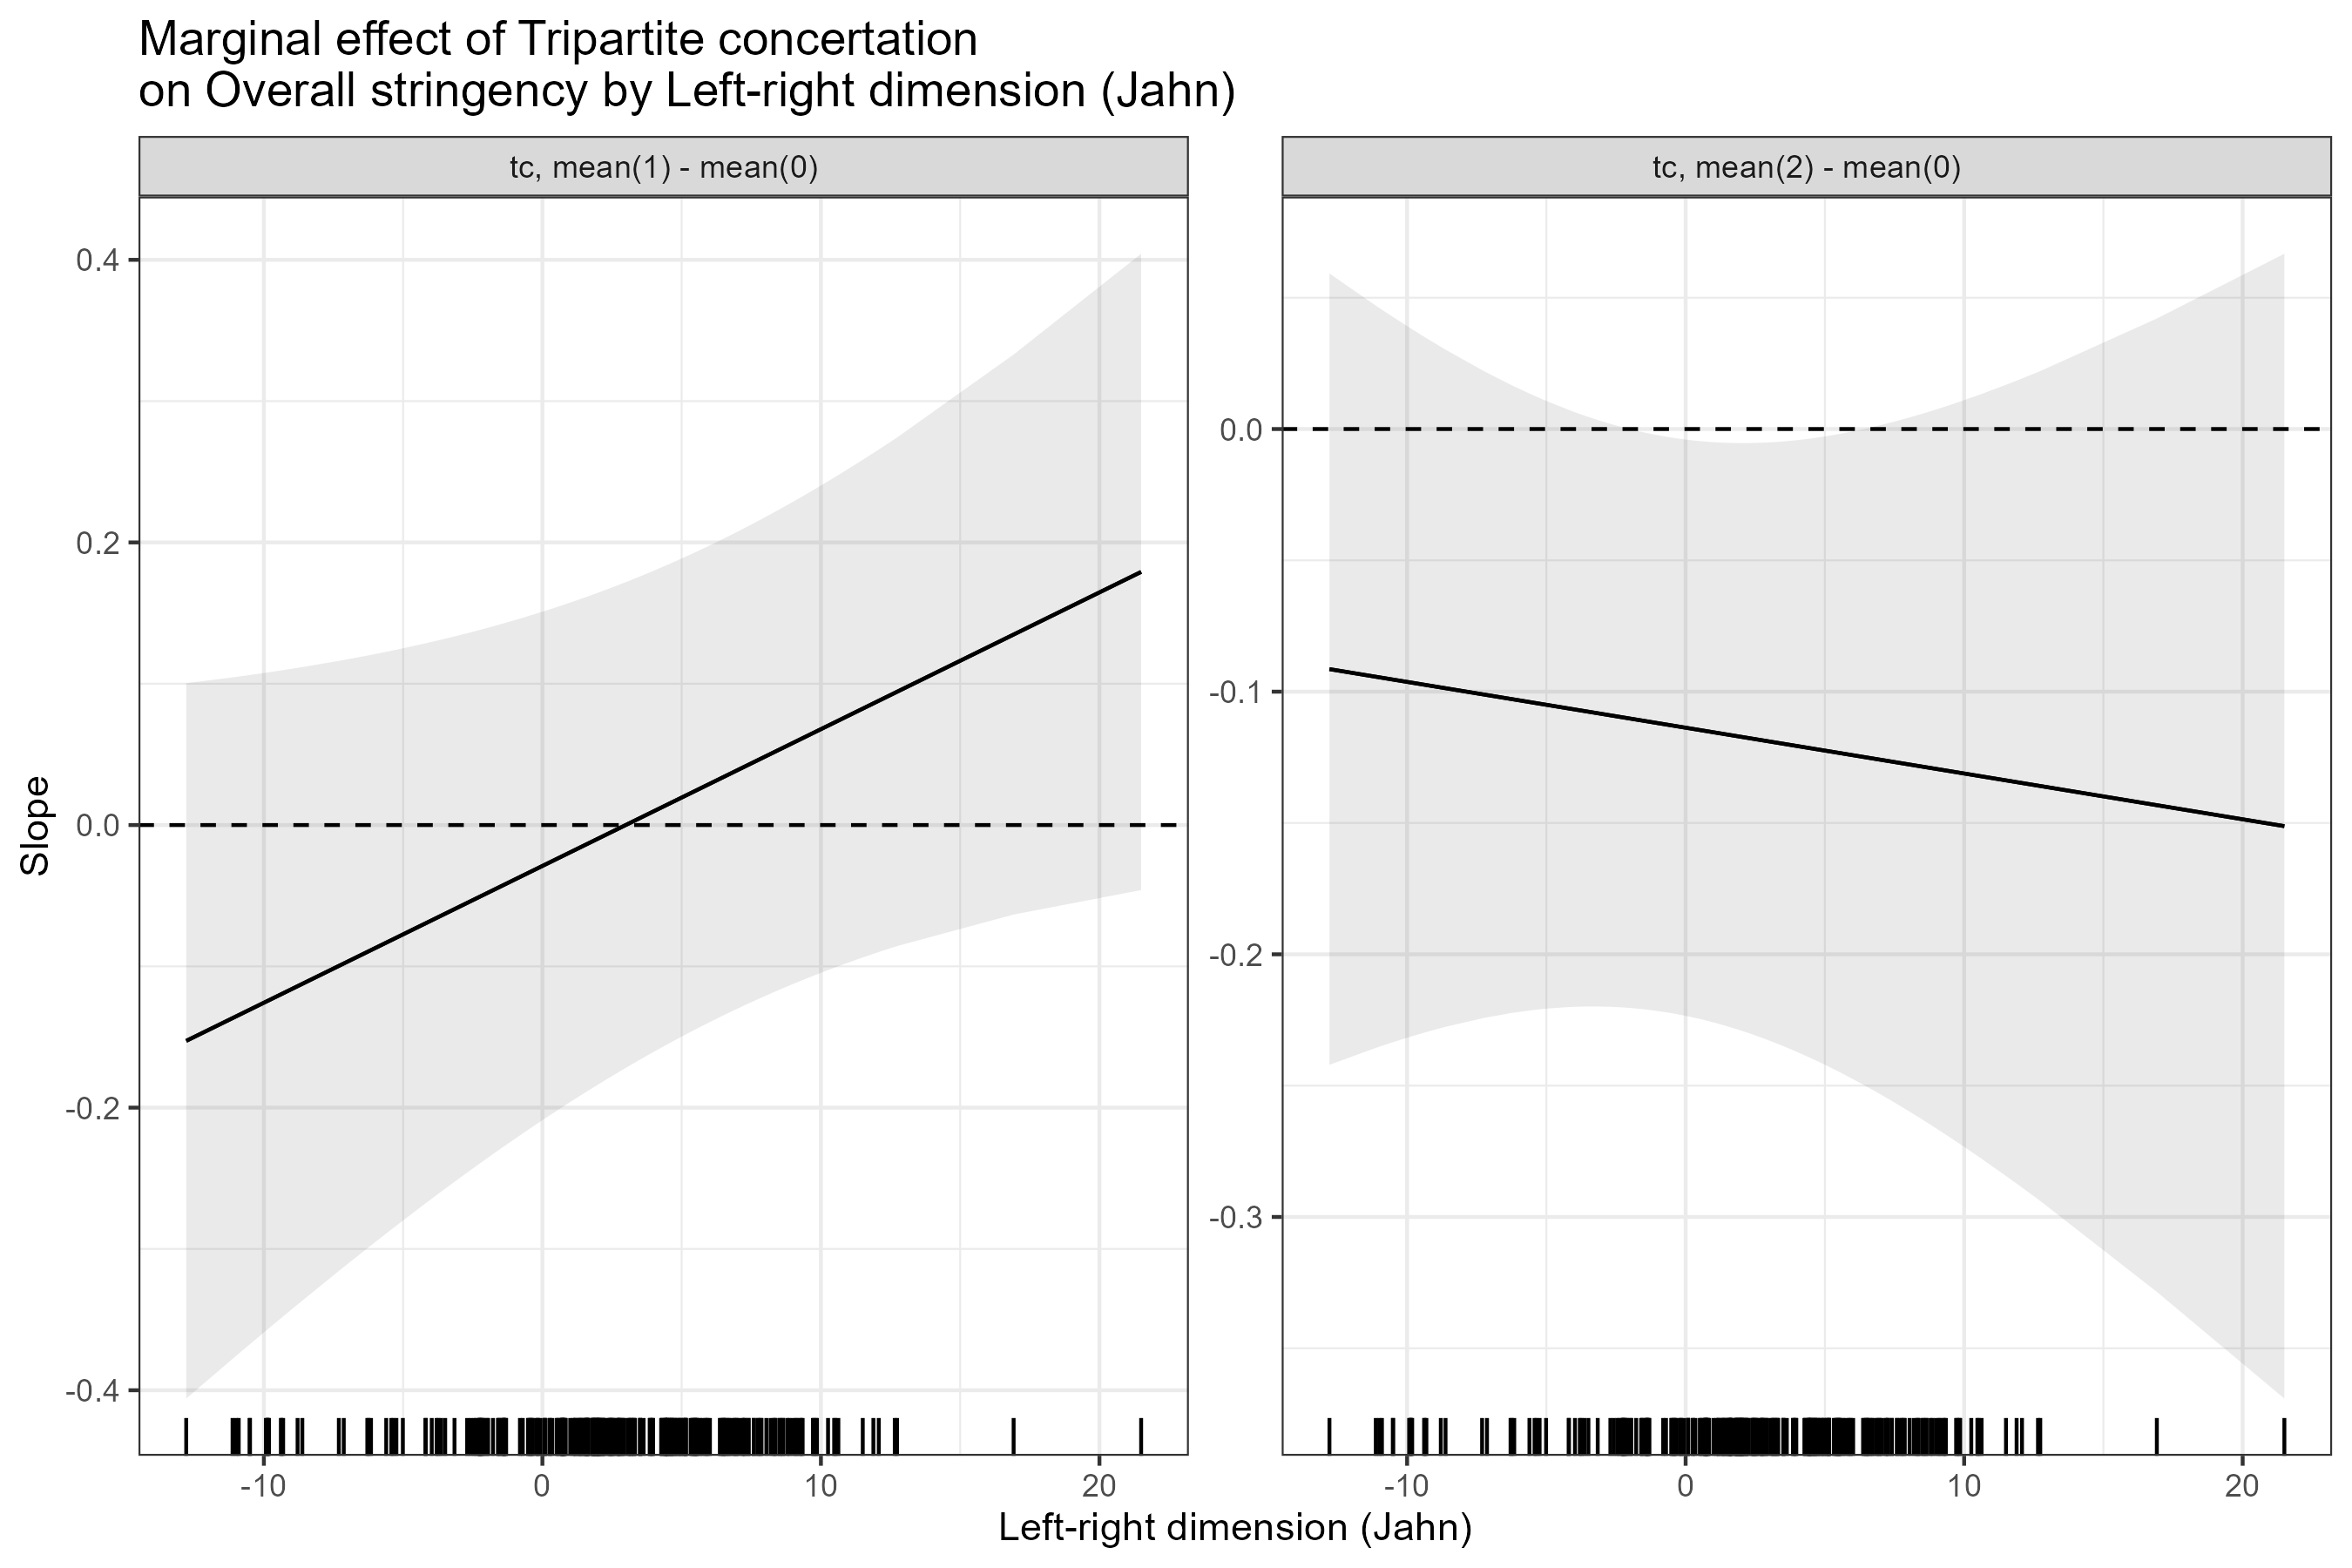 Marginal effect of Tripartite concertation
on Overall stringency by Left-right dimension (Jahn)
tc, mean(1) - mean(0)
tc, mean(2) - mean(0)
Slope
0.4
0.2
0.0
-0.2
-0.4
0.0
-0.1
-0.2
-0.3
-10
0
10
20
-10
0
10
20
Left-right dimension (Jahn)